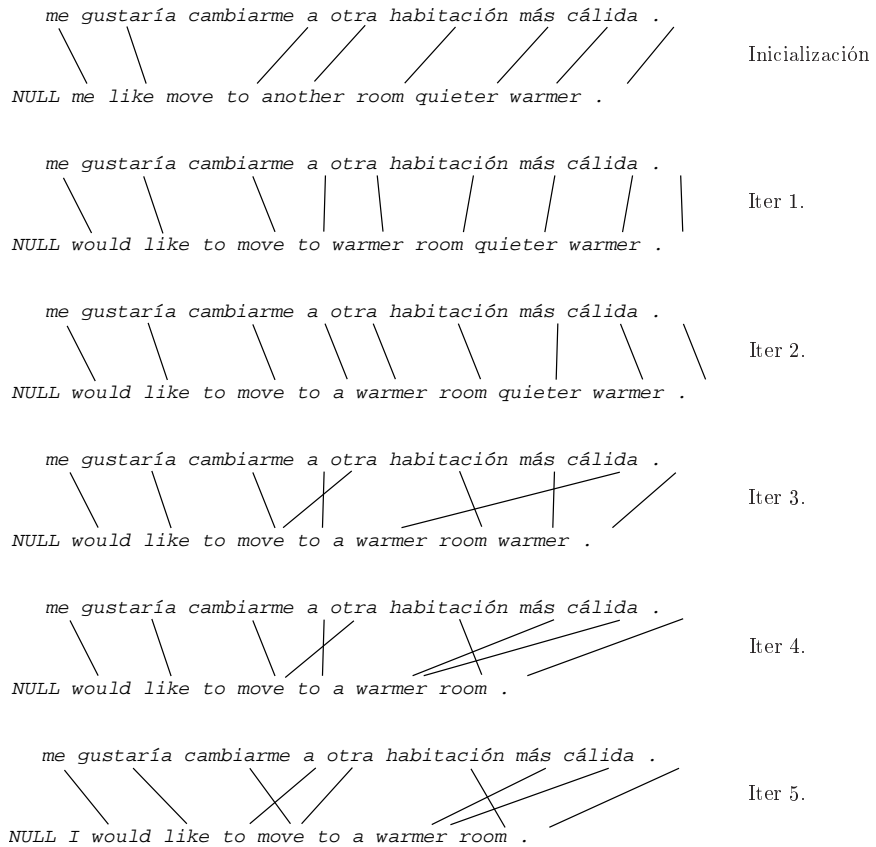 me gustaría cambiarme a otra habitación más cálida .
Inicialización
NULL me like move to another room quieter warmer .
me gustaría cambiarme a otra habitación más cálida .
Iter 1.
NULL would like to move to warmer room quieter warmer .
me gustaría cambiarme a otra habitación más cálida .
Iter 2.
NULL would like to move to a warmer room quieter warmer .
me gustaría cambiarme a otra habitación más cálida .
Iter 3.
NULL would like to move to a warmer room warmer .
me gustaría cambiarme a otra habitación más cálida .
Iter 4.
NULL would like to move to a warmer room .
me gustaría cambiarme a otra habitación más cálida .
Iter 5.
NULL I would like to move to a warmer room .